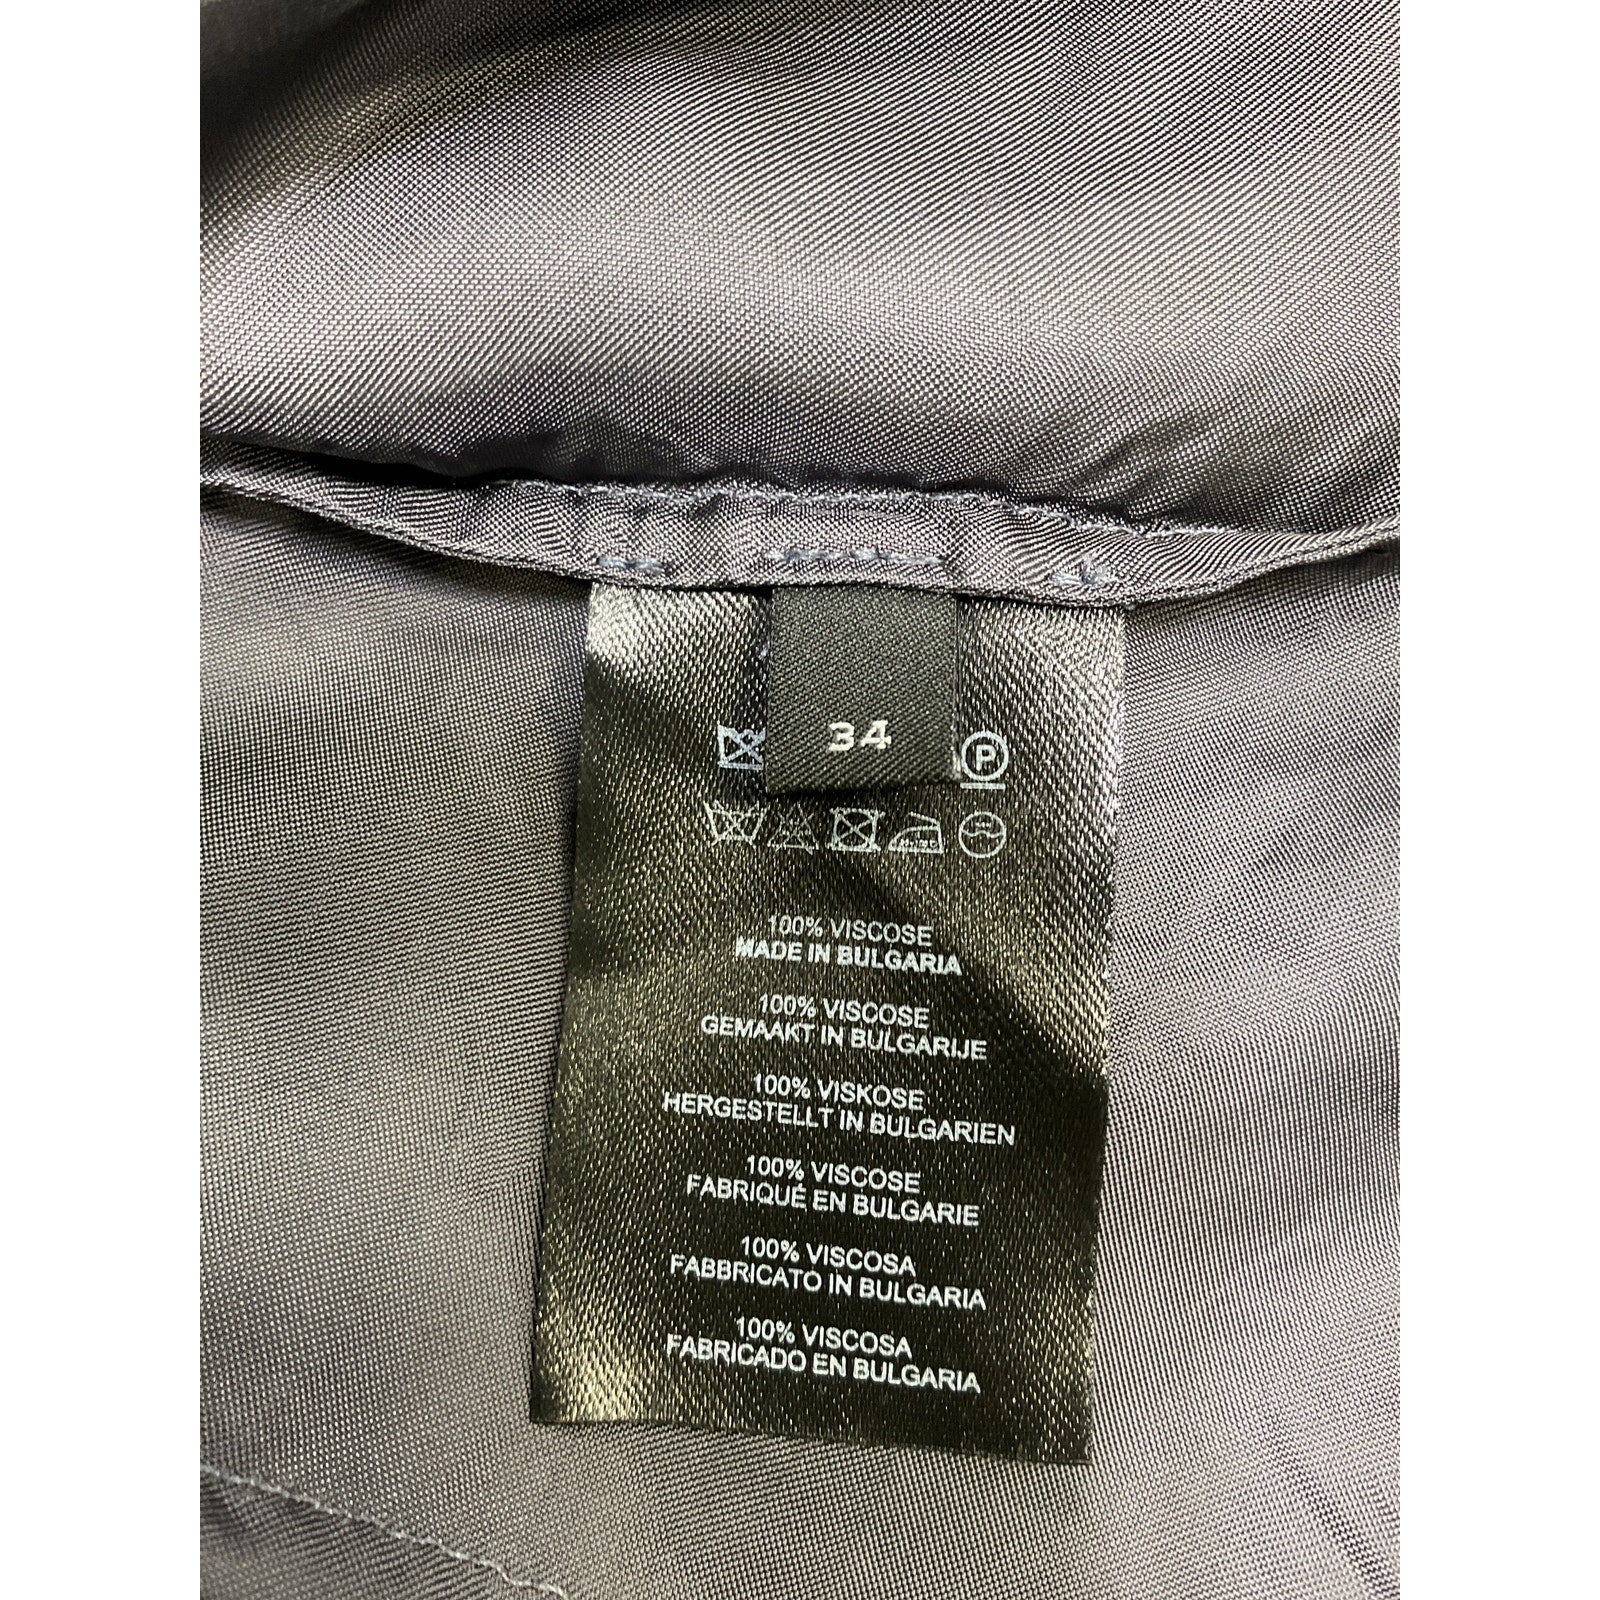 34
P
100% VISCOSE
MADE IN BULGARIA
100% VISCOSE
GEMAAKT IN BULGARIJE
100% VISKOSE
HERGESTELLT IN BULGARIEN
100% VISCOSE
FABRIQUÉ EN BULGARIE
100% VISCOSA
FABBRICATO IN BULGARIA
100% VISCOSA
FABRICADO EN BULGARIA